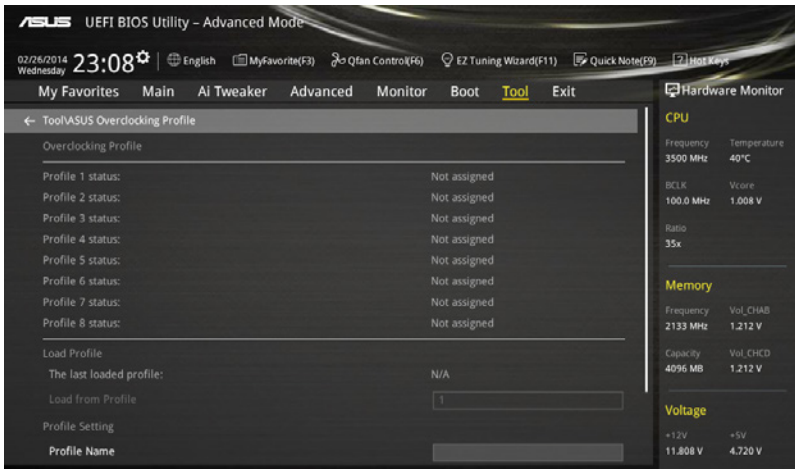 ASUS UEFI BIOS Utility – Advanced Mode
02/26/2014 Wednesday 23:08 English MyFavorite(F3) Qfan Control(F6) EZ Tuning Wizard(F11) Quick Note(F9) ? Hot Keys
My Favorites Main Ai Tweaker Advanced Monitor Boot Tool Exit
← Tool\ASUS Overclocking Profile
Overclocking Profile
Profile 1 status: Not assigned
Profile 2 status: Not assigned
Profile 3 status: Not assigned
Profile 4 status: Not assigned
Profile 5 status: Not assigned
Profile 6 status: Not assigned
Profile 7 status: Not assigned
Profile 8 status: Not assigned
Load Profile
The last loaded profile: N/A
Load from Profile 1
Profile Setting
Profile Name
Hardware Monitor
CPU
Frequency Temperature
3500 MHz 40°C
BCLK Vcore
100.0 MHz 1.008 V
Ratio
35x
Memory
Frequency Vol_CHAB
2133 MHz 1.212 V
Capacity Vol_CHCD
4096 MB 1.212 V
Voltage
+12V +5V
11.808 V 4.720 V